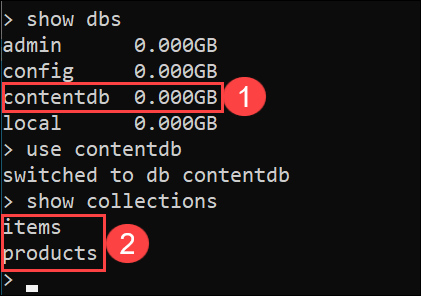 > show dbs
admin 0.000GB
config 0.000GB
contentdb 0.000GB 1
local 0.000GB
> use contentdb
switched to db contentdb
> show collections
items
products 2
>